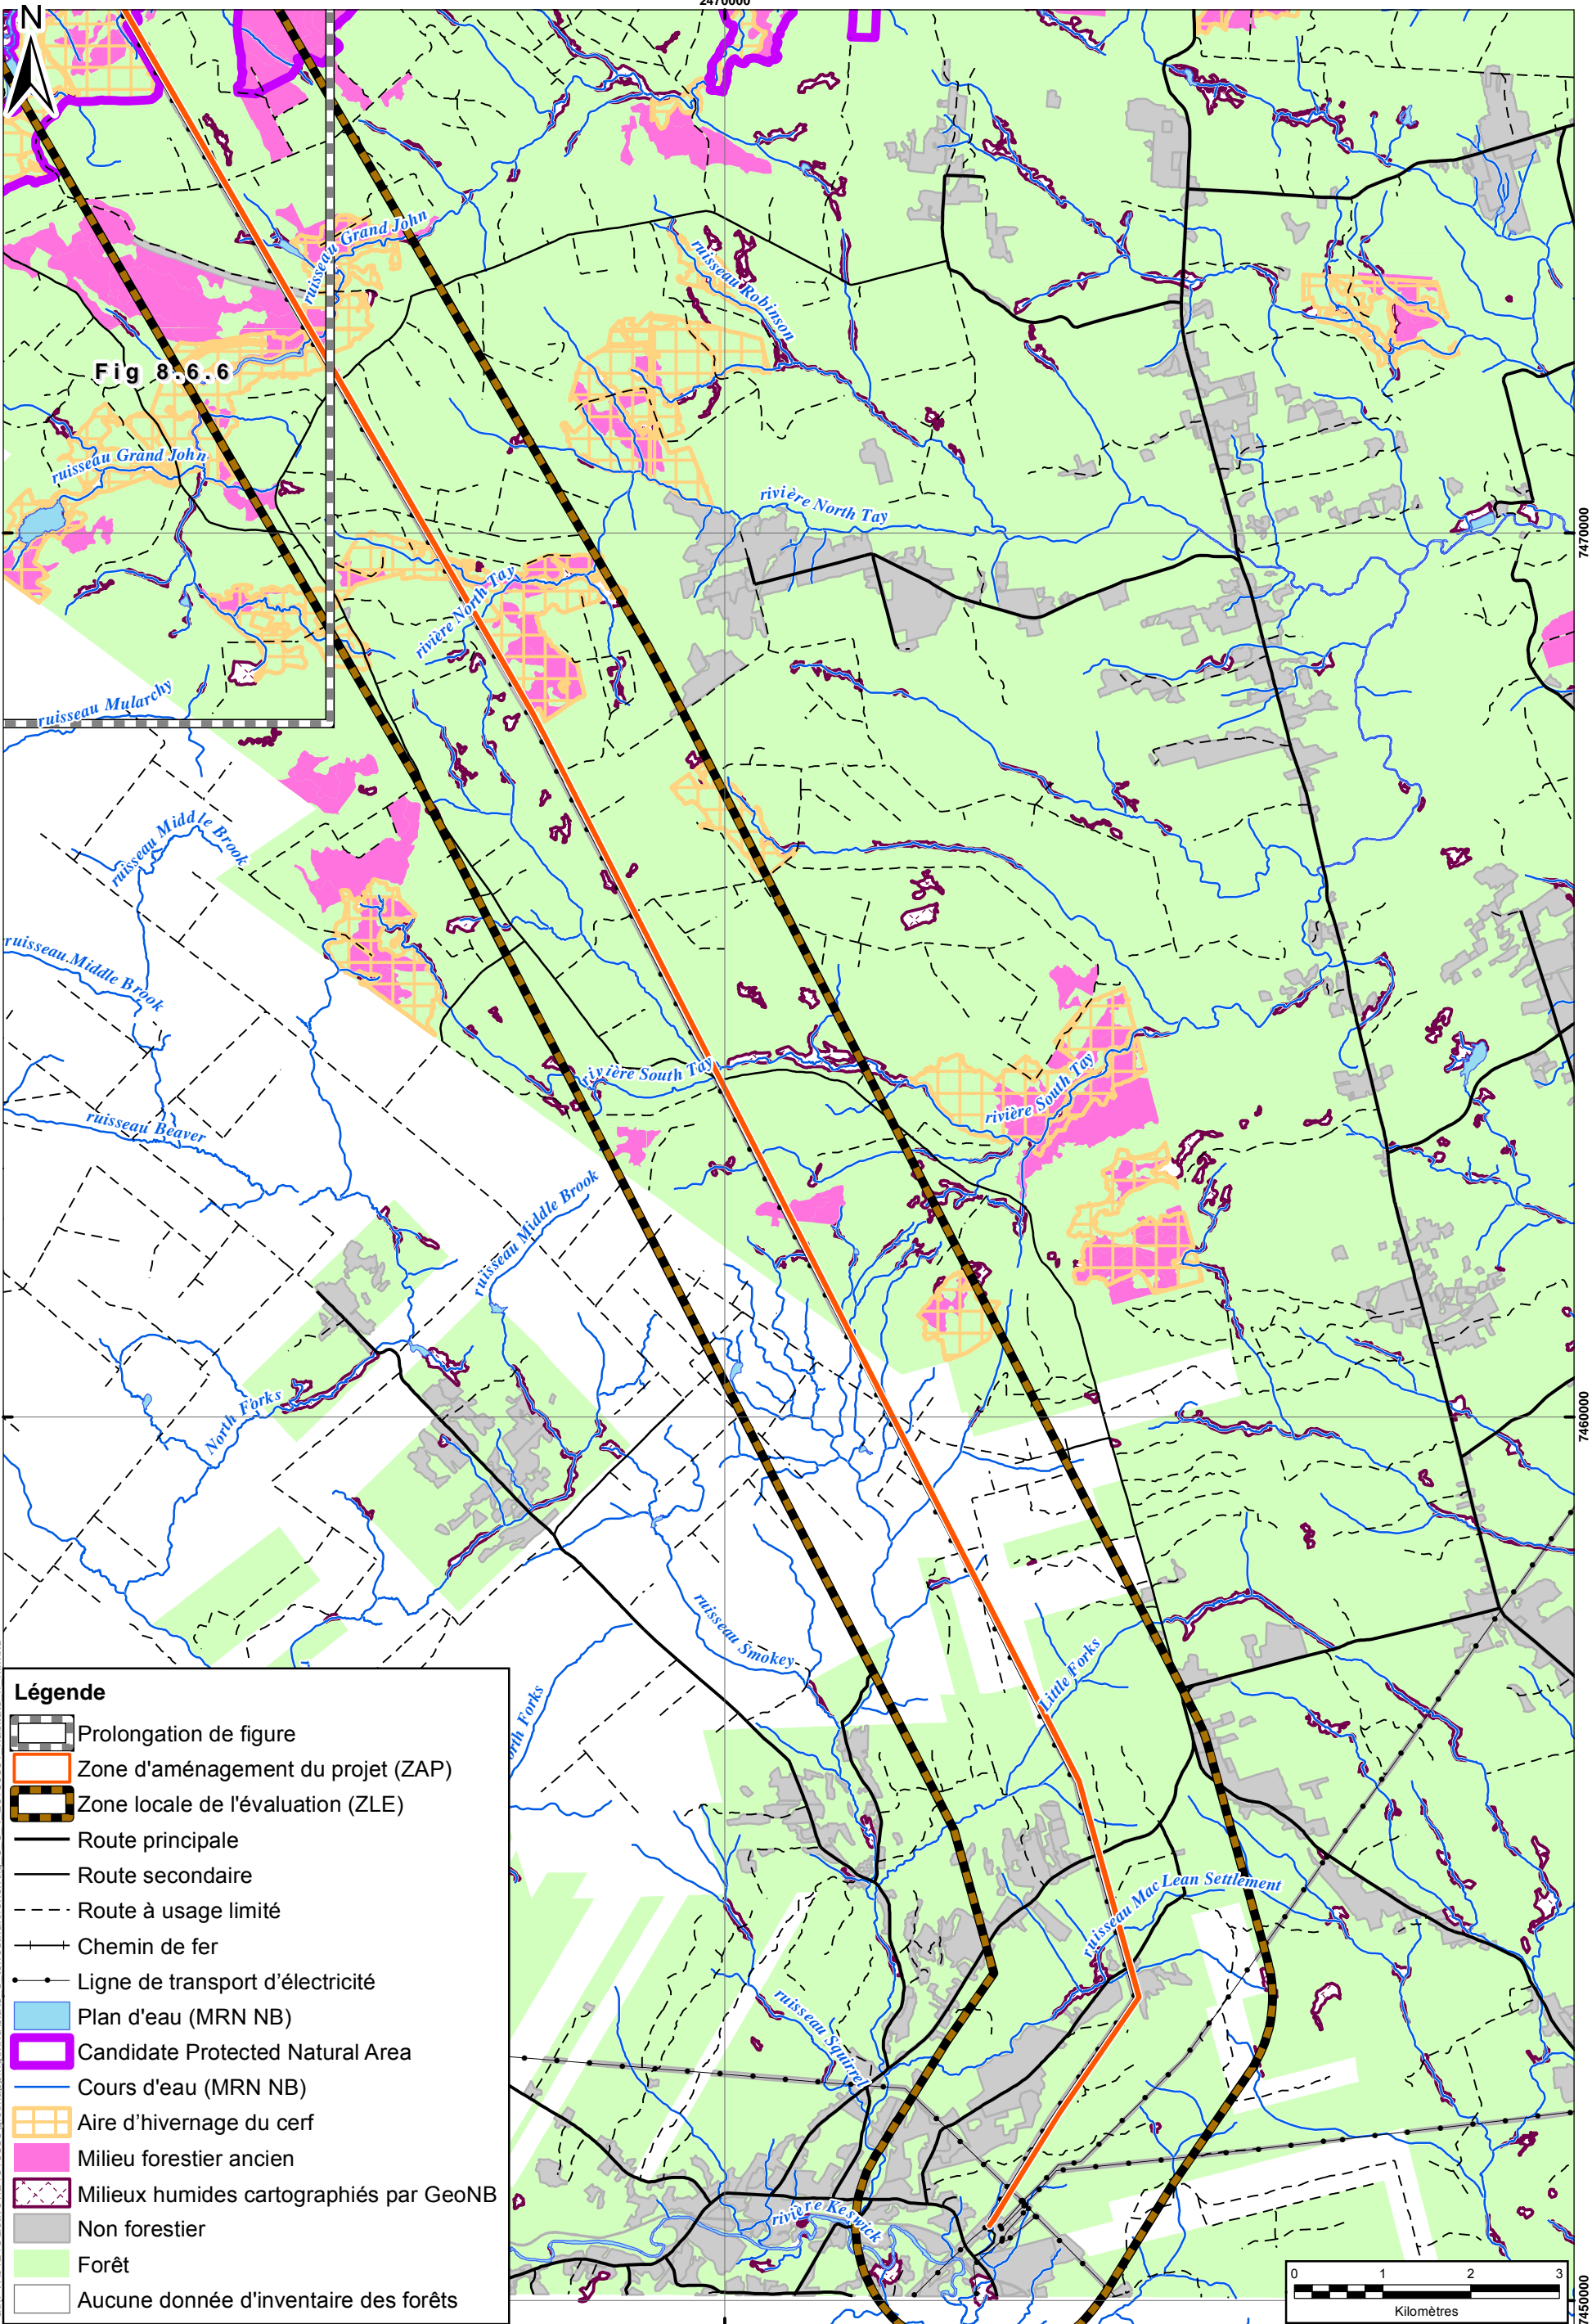 2470000
N
ruisseau Grand John
ruisseau Robinson
Fig 8.6.6
ruisseau Grand John
rivière North Tay
7470000
rivière North Tay
ruisseau Mularchy
ruisseau Middle Brook
ruisseau Middle Brook
rivière South Tay
rivière South Tay
ruisseau Beaver
ruisseau Middle Brook
North Forks
7460000
ruisseau Smokey
Little Forks
orth Forks
ruisseau Mac Lean Settlement
ruisseau Squirrel
rivière Keswick
Légende
Prolongation de figure
Zone d'aménagement du projet (ZAP)
Zone locale de l'évaluation (ZLE)
Route principale
Route secondaire
Route à usage limité
Chemin de fer
Ligne de transport d'électricité
Plan d'eau (MRN NB)
Candidate Protected Natural Area
Cours d'eau (MRN NB)
Aire d'hivernage du cerf
Milieu forestier ancien
Milieux humides cartographiés par GeoNB
Non forestier
Forêt
Aucune donnée d'inventaire des forêts
0 1 2 3
Kilomètres
7450000